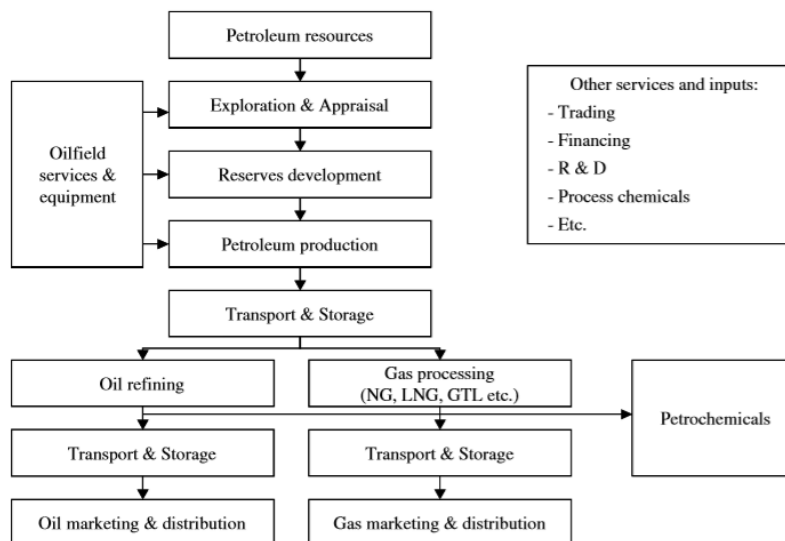 Petroleum resources
Exploration & Appraisal
Oilfield
services &
equipment
Reserves development
Petroleum production
Other services and inputs:
- Trading
- Financing
- R & D
- Process chemicals
- Etc.
Transport & Storage
Oil refining
Gas processing
(NG, LNG, GTL etc.)
Petrochemicals
Transport & Storage
Transport & Storage
Oil marketing & distribution
Gas marketing & distribution